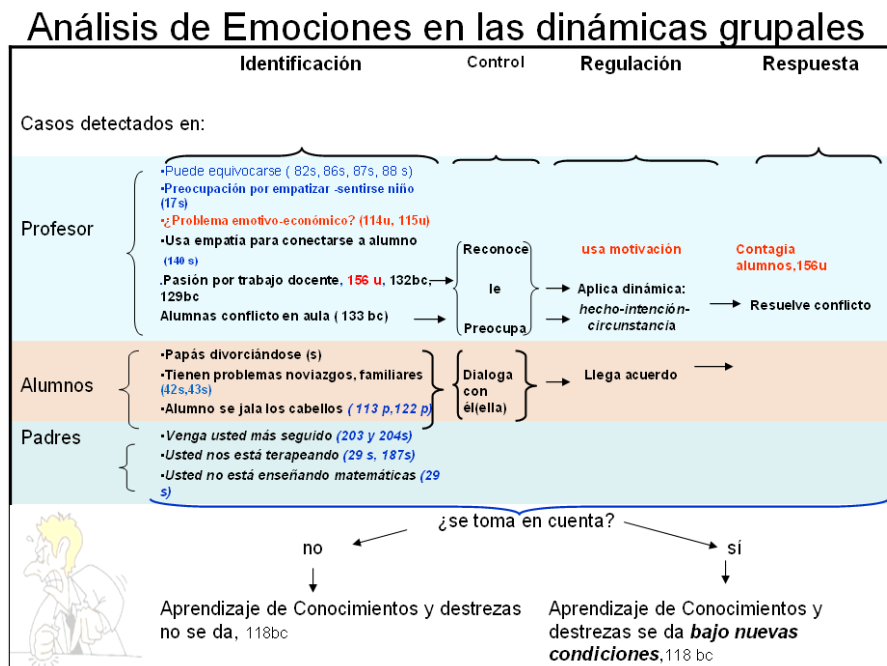 Análisis de Emociones en las dinámicas grupales
Identificación Control Regulación Respuesta
Casos detectados en:
Profesor
•Puede equivocarse ( 82s, 86s, 87s, 88 s)
•Preocupación por empatizar -sentirse niño
(17s)
•¿Problema emotivo-económico? (114u, 115u)
•Usa empatía para conectarse a alumno
(140 s)
.Pasión por trabajo docente, 156 u, 132bc,
129bc
Alumnas conflicto en aula ( 133 bc)
Reconoce
le
Preocupa
usa motivación
Aplica dinámica:
hecho-intención-
circunstancia
Contagia
alumnos,156u
Resuelve conflicto
Alumnos
•Papás divorciándose (s)
•Tienen problemas noviazgos, familiares
(42s,43s)
•Alumno se jala los cabellos ( 113 p,122 p)
Dialoga
con
él(ella)
Llega acuerdo
Padres
•Venga usted más seguido (203 y 204s)
•Usted nos está terapeando (29 s, 187s)
•Usted no está enseñando matemáticas (29
s)
¿se toma en cuenta?
no
sí
Aprendizaje de Conocimientos y destrezas
no se da, 118bc
Aprendizaje de Conocimientos y
destrezas se da bajo nuevas
condiciones,118 bc